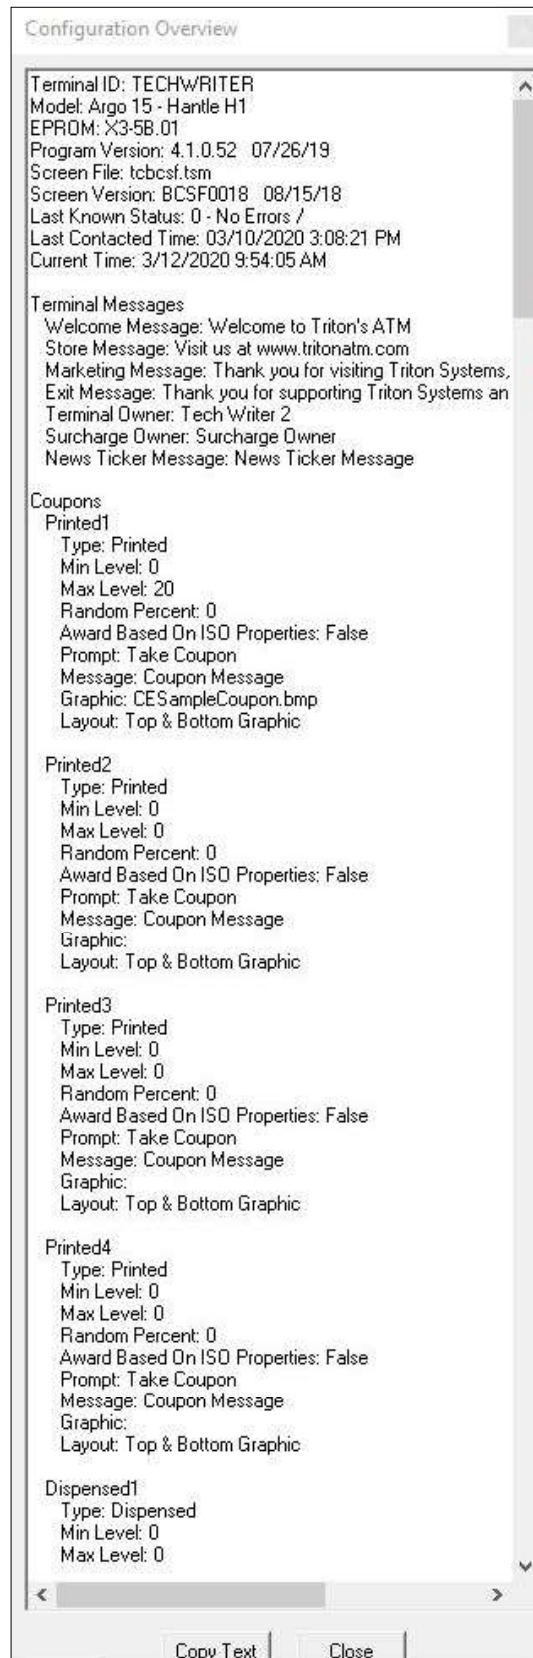 Configuration Overview
Terminal ID: TECHWRITER
Model: Argo 15 - Hantle H1
EPROM: X3-5B.01
Program Version: 4.1.0.52   07/26/19
Screen File: tcbcsf.tsm
Screen Version: BCSF0018   08/15/18
Last Known Status: 0 - No Errors /
Last Contacted Time: 03/10/2020 3:08:21 PM
Current Time: 3/12/2020 9:54:05 AM
Terminal Messages
Welcome Message: Welcome to Triton's ATM
Store Message: Visit us at www.tritonatm.com
Marketing Message: Thank you for visiting Triton Systems,
Exit Message: Thank you for supporting Triton Systems an
Terminal Owner: Tech Writer 2
Surcharge Owner: Surcharge Owner
News Ticker Message: News Ticker Message
Coupons
Printed1
Type: Printed
Min Level: 0
Max Level: 20
Random Percent: 0
Award Based On ISO Properties: False
Prompt: Take Coupon
Message: Coupon Message
Graphic: CESampleCoupon.bmp
Layout: Top & Bottom Graphic
Printed2
Type: Printed
Min Level: 0
Max Level: 0
Random Percent: 0
Award Based On ISO Properties: False
Prompt: Take Coupon
Message: Coupon Message
Graphic:
Layout: Top & Bottom Graphic
Printed3
Type: Printed
Min Level: 0
Max Level: 0
Random Percent: 0
Award Based On ISO Properties: False
Prompt: Take Coupon
Message: Coupon Message
Graphic:
Layout: Top & Bottom Graphic
Printed4
Type: Printed
Min Level: 0
Max Level: 0
Random Percent: 0
Award Based On ISO Properties: False
Prompt: Take Coupon
Message: Coupon Message
Graphic:
Layout: Top & Bottom Graphic
Dispensed1
Type: Dispensed
Min Level: 0
Max Level: 0
Copy Text
Close